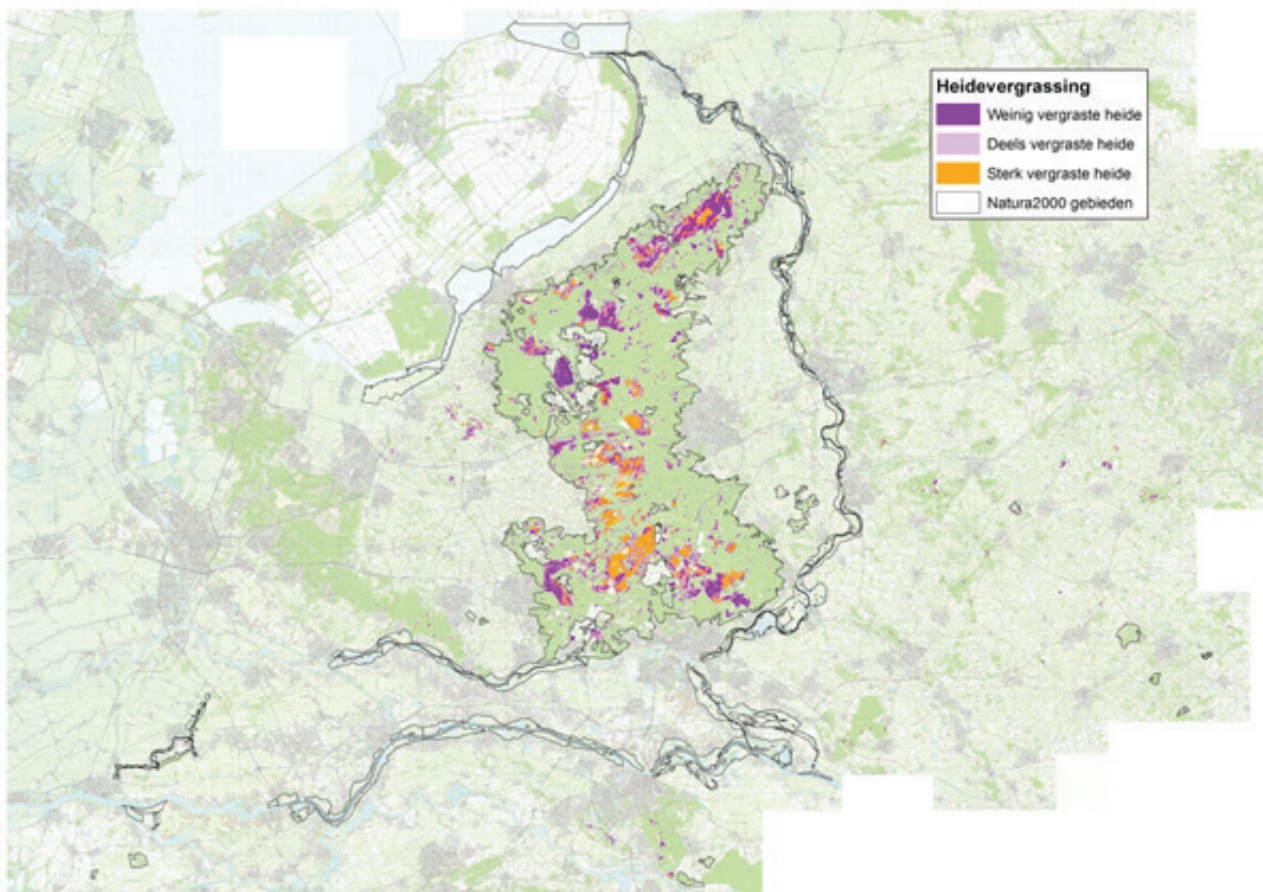 Heidevergrassing
Weinig vergraste heide
Deels vergraste heide
Sterk vergraste heide
Natura2000 gebieden